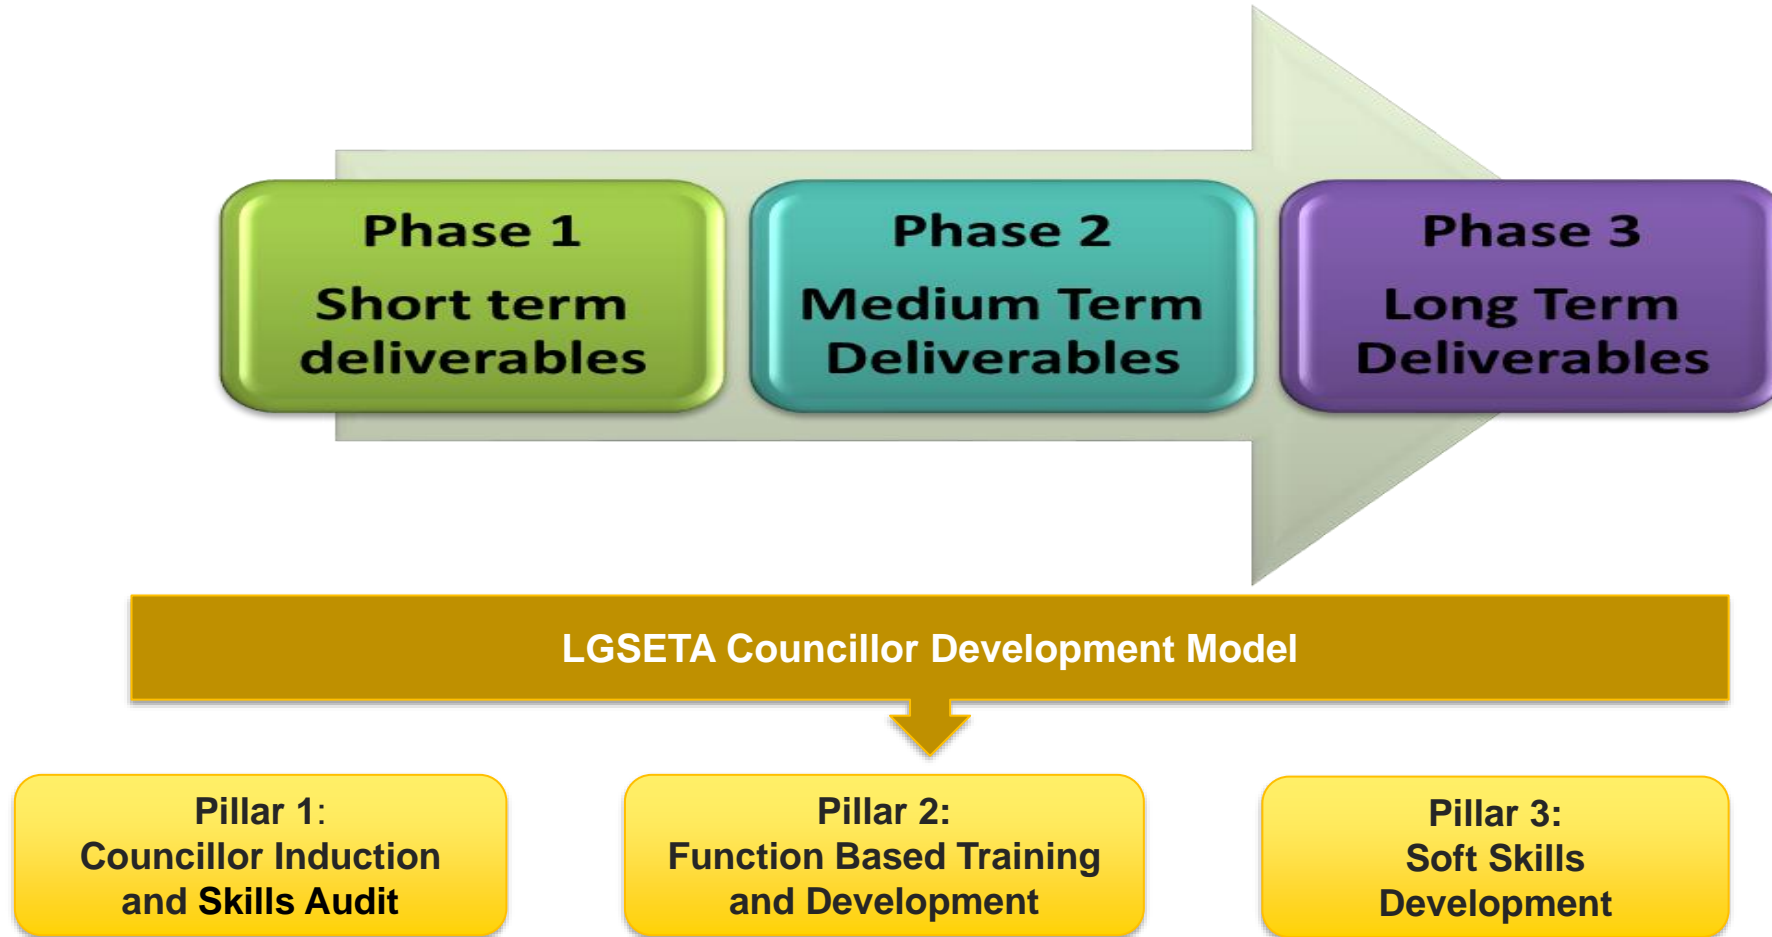 Phase 1
Short term
deliverables
Phase 2
Medium Term
Deliverables
Phase 3
Long Term
Deliverables
LGSETA Councillor Development Model
Pillar 1:
Councillor Induction
and Skills Audit
Pillar 2:
Function Based Training
and Development
Pillar 3:
Soft Skills
Development